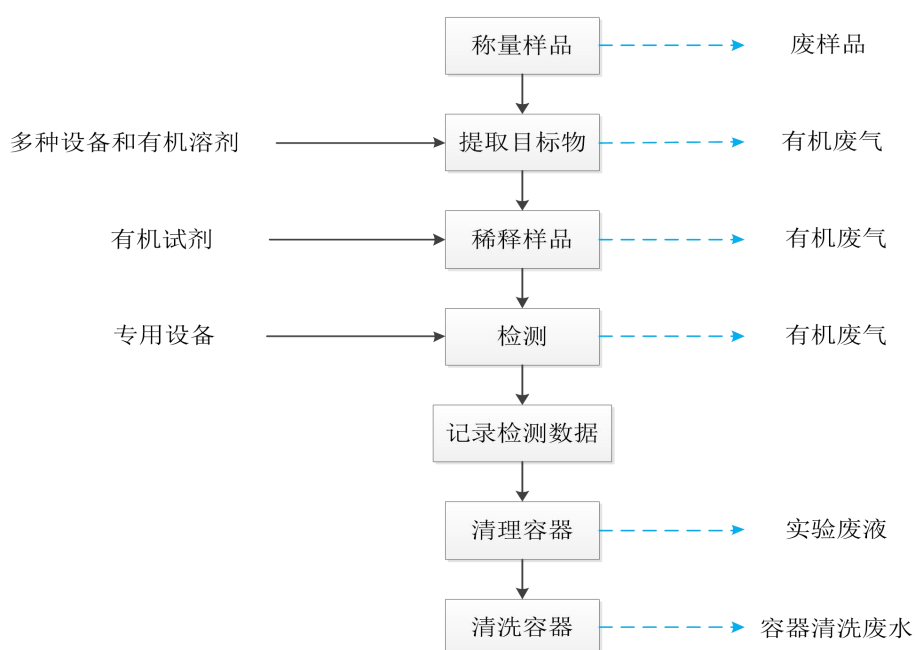 称量样品
废样品
多种设备和有机溶剂
提取目标物
有机废气
有机试剂
稀释样品
有机废气
专用设备
检测
有机废气
记录检测数据
清理容器
实验废液
清洗容器
容器清洗废水